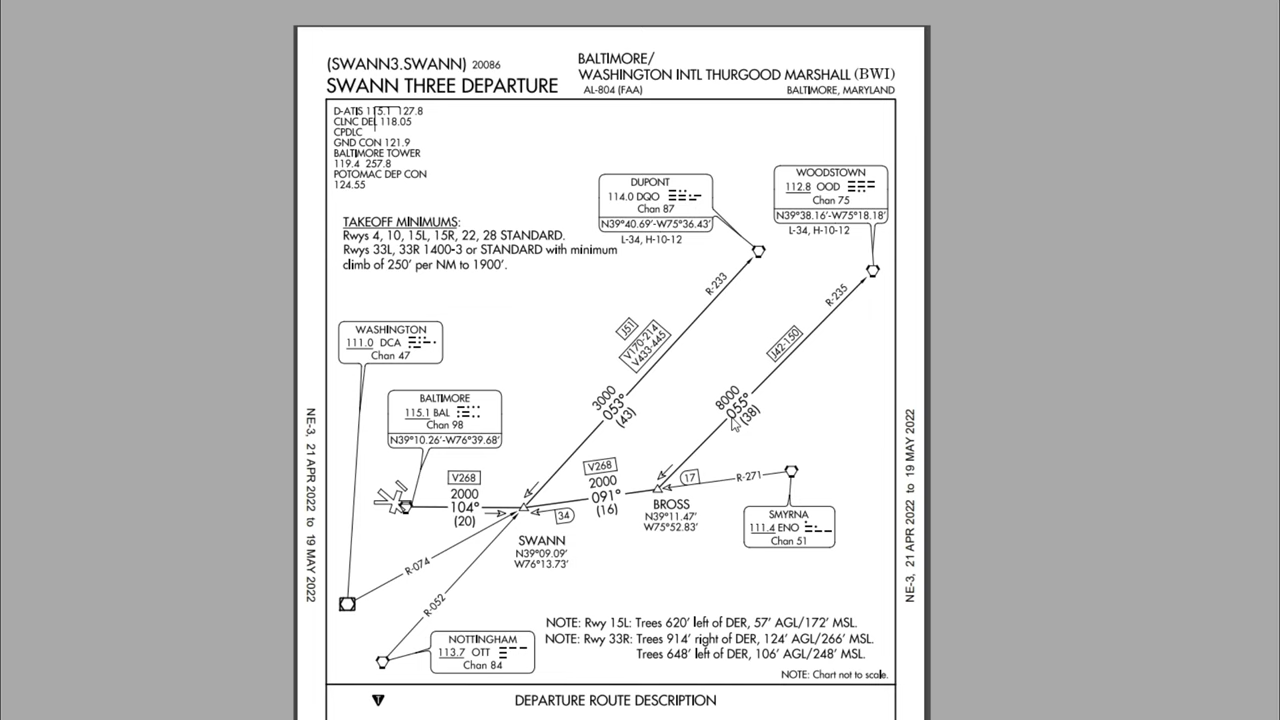 (SWANN3.SWANN) 20086
SWANN THREE DEPARTURE
BALTIMORE/
WASHINGTON INTL THURGOOD MARSHALL (BWI)
AL-804 (FAA)
BALTIMORE, MARYLAND
D-ATIS 115.1 127.8
CLNC DEL 118.05
CPDLC
GND CON 121.9
BALTIMORE TOWER
119.4 257.8
POTOMAC DEP CON
124.55
TAKEOFF MINIMUMS:
Rwys 4, 10, 15L, 15R, 22, 28 STANDARD.
Rwys 33L, 33R 1400-3 or STANDARD with minimum
climb of 250' per NM to 1900'.
DUPONT
114.0 DQO
Chan 87
N39°40.69'-W75°36.43'
L-34, H-10-12
WOODSTOWN
112.8 OOD
Chan 75
N39°38.16'-W75°18.18'
L-34, H-10-12
R-233
R-235
J51
V170-214
V433-445
J42-150
3000
053°
(43)
8000
055°
(38)
WASHINGTON
111.0 DCA
Chan 47
BALTIMORE
115.1 BAL
Chan 98
N39°10.26'-W76°39.68'
V268
2000
104°
(20)
V268
2000
091°
(16)
34
17
R-271
BROSS
N39°11.47'
W75°52.83'
SMYRNA
111.4 ENO
Chan 51
SWANN
N39°09.09'
W76°13.73'
R-074
R-052
NOTTINGHAM
113.7 OTT
Chan 84
NOTE: Rwy 15L: Trees 620' left of DER, 57' AGL/172' MSL.
NOTE: Rwy 33R: Trees 914' right of DER, 124' AGL/266' MSL.
Trees 648' left of DER, 106' AGL/248' MSL.
NOTE: Chart not to scale.
T
DEPARTURE ROUTE DESCRIPTION
NE-3, 21 APR 2022 to 19 MAY 2022
NE-3, 21 APR 2022 to 19 MAY 2022